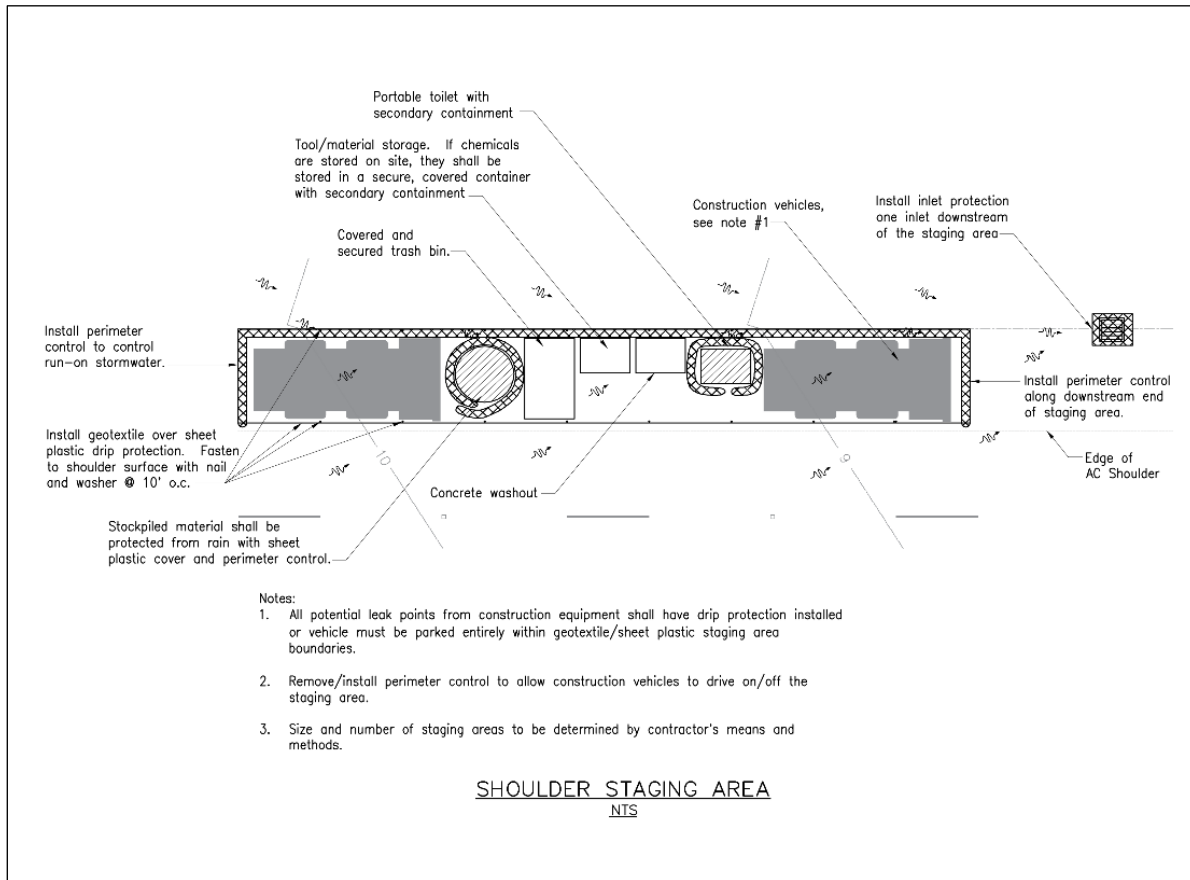 Portable toilet with
secondary containment
Tool/material storage.  If chemicals
are stored on site, they shall be
stored in a secure, covered container
with secondary containment
Construction vehicles,
see note #1
Install inlet protection
one inlet downstream
of the staging area
Covered and
secured trash bin.
Install perimeter
control to control
run-on stormwater.
Install perimeter control
along downstream end
of staging area.
Install geotextile over sheet
plastic drip protection.  Fasten
to shoulder surface with nail
and washer @ 10' o.c.
10
9
Edge of
AC Shoulder
Concrete washout
Stockpiled material shall be
protected from rain with sheet
plastic cover and perimeter control.
Notes:
1. All potential leak points from construction equipment shall have drip protection installed
or vehicle must be parked entirely within geotextile/sheet plastic staging area
boundaries.
2. Remove/install perimeter control to allow construction vehicles to drive on/off the
staging area.
3. Size and number of staging areas to be determined by contractor's means and
methods.
SHOULDER STAGING AREA
NTS